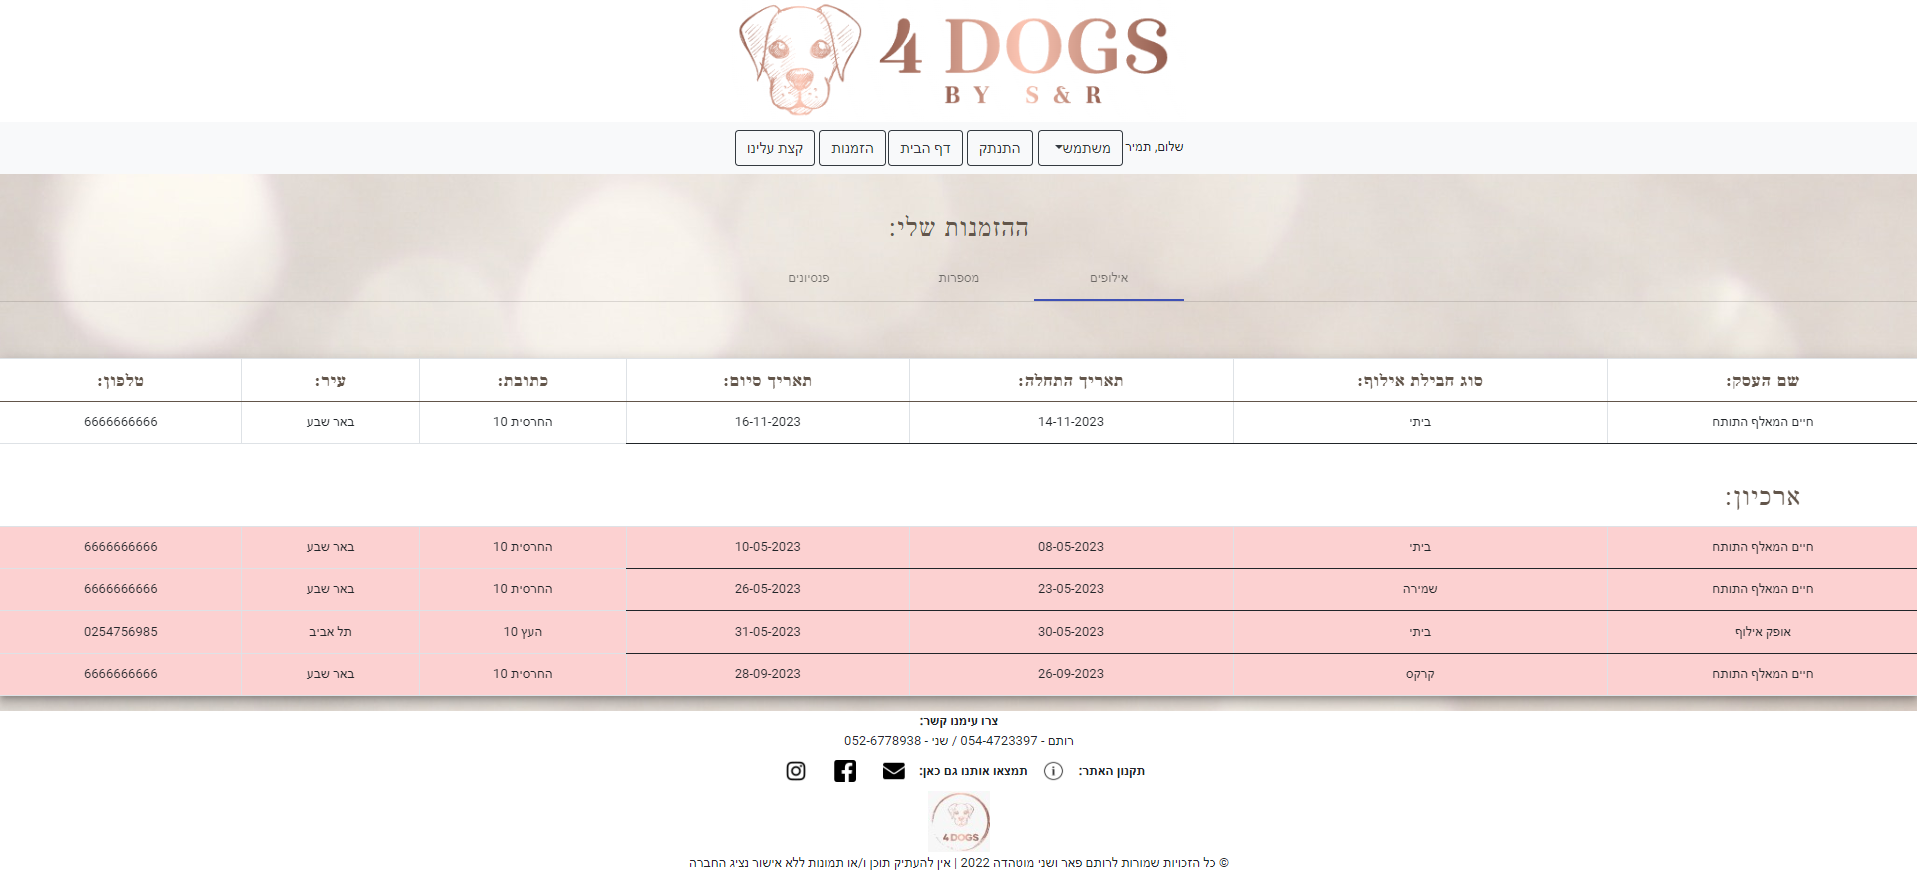 4 DOGS
BY S&R
שלום, תמיר משתמש התנתק דף הבית הזמנות קצת עלינו
ההזמנות שלי:
אילופים מספרות פנסיונים
שם העסק: סוג חבילת אילוף: תאריך התחלה: תאריך סיום: כתובת: עיר: טלפון:
חיים המאלף התותח ביתי 14-11-2023 16-11-2023 החרסית 10 באר שבע 6666666666
ארכיון:
חיים המאלף התותח ביתי 08-05-2023 10-05-2023 החרסית 10 באר שבע 6666666666
חיים המאלף התותח שמירה 23-05-2023 26-05-2023 החרסית 10 באר שבע 6666666666
אופק אילוף ביתי 30-05-2023 31-05-2023 העץ 10 תל אביב 0254756985
חיים המאלף התותח קרקס 26-09-2023 28-09-2023 החרסית 10 באר שבע 6666666666
צרו עימנו קשר:
רותם - 054-4723397 / שני - 052-6778938
תקנון האתר: תמצאו אותנו גם כאן:
4 DOGS
© כל הזכויות שמורות לרותם פאר ושני מוטהדה 2022 | אין להעתיק תוכן ו/או תמונות ללא אישור נציג החברה